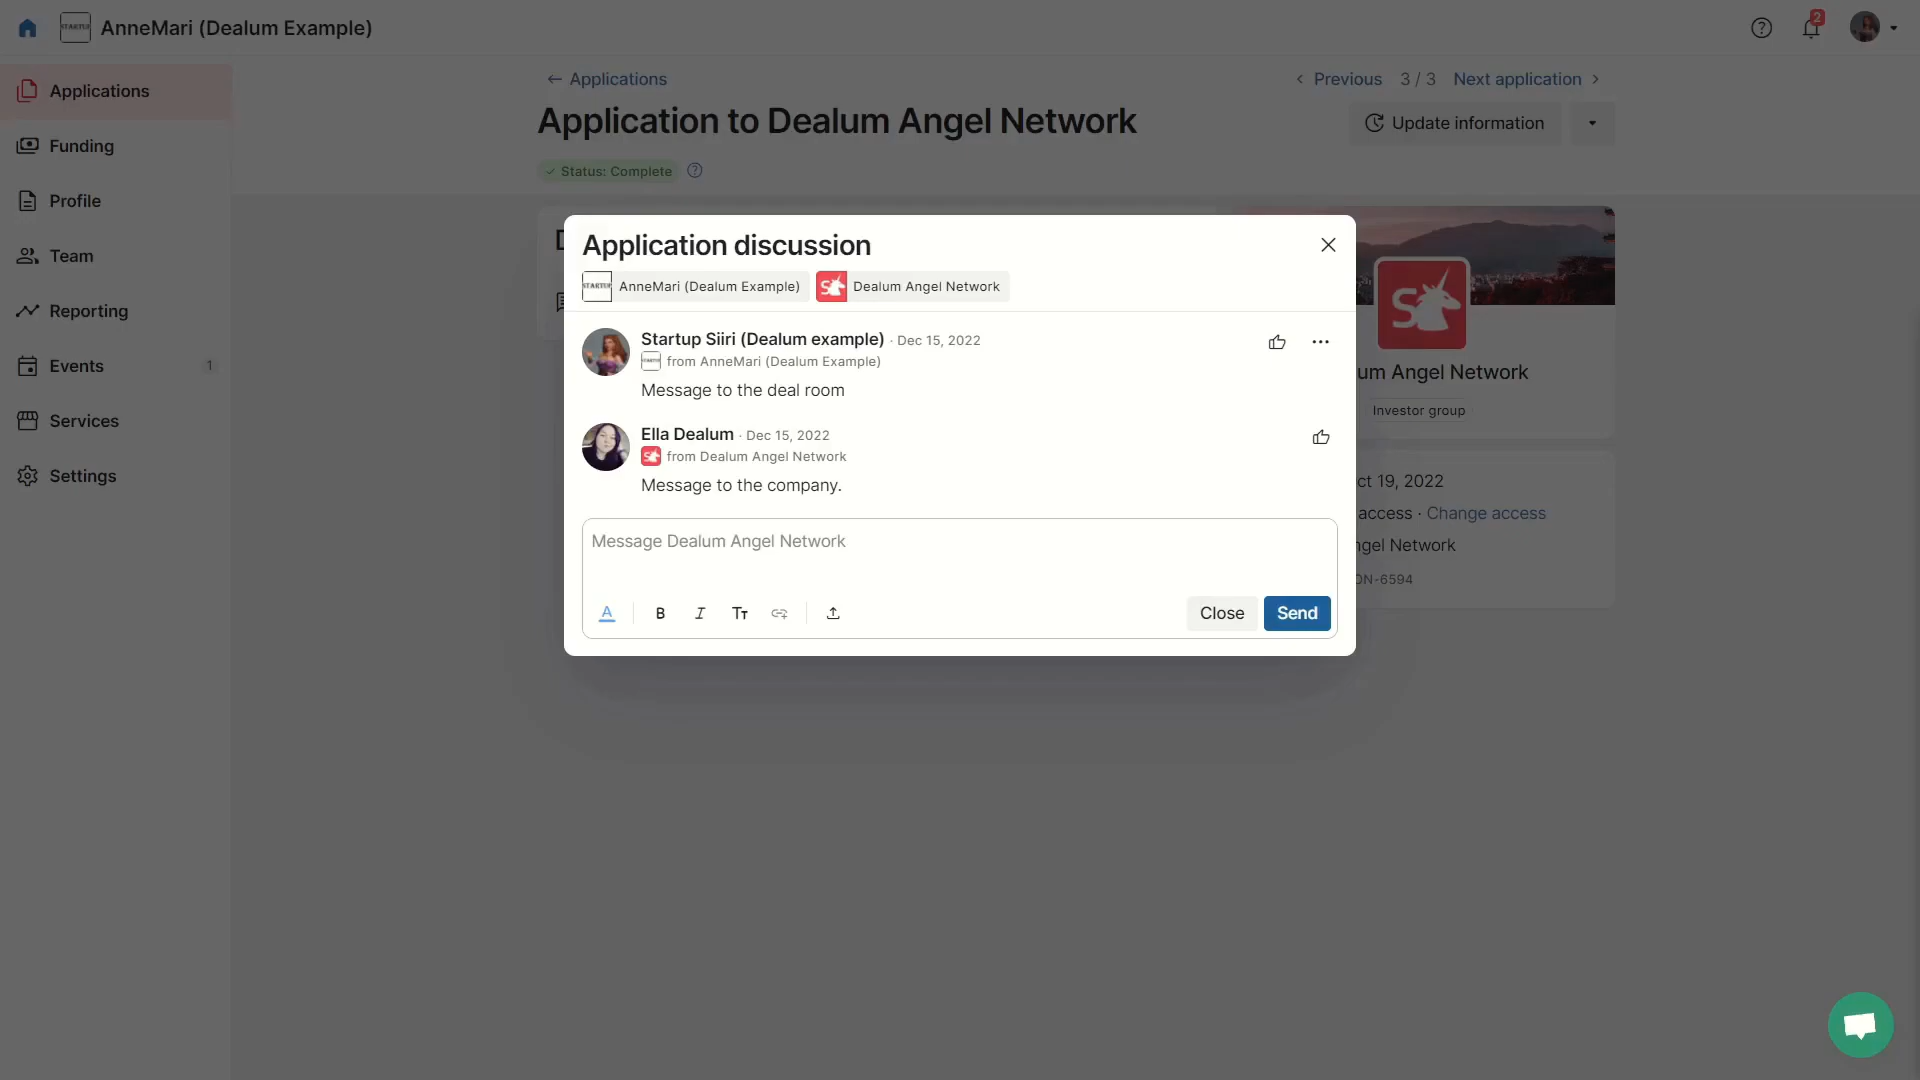 AnneMari (Dealum Example)
2
Applications
Funding
Profile
Team
Reporting
Events 1
Services
Settings
Applications
Previous 3 / 3 Next application
Application to Dealum Angel Network
Update information
Status: Complete
Application discussion
STARTUP AnneMari (Dealum Example) Dealum Angel Network
Startup Siiri (Dealum example) · Dec 15, 2022
from AnneMari (Dealum Example)
Message to the deal room
Ella Dealum · Dec 15, 2022
from Dealum Angel Network
Message to the company.
Message Dealum Angel Network
A B I TT Close Send
um Angel Network
Investor group
ct 19, 2022
access · Change access
ngel Network
ON-6594